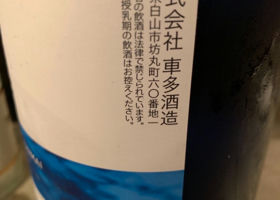 式会社 車多酒造
白山市坊丸町六〇番地一
の飲酒は法律で禁じられています。
授乳期の飲酒はお控えください。